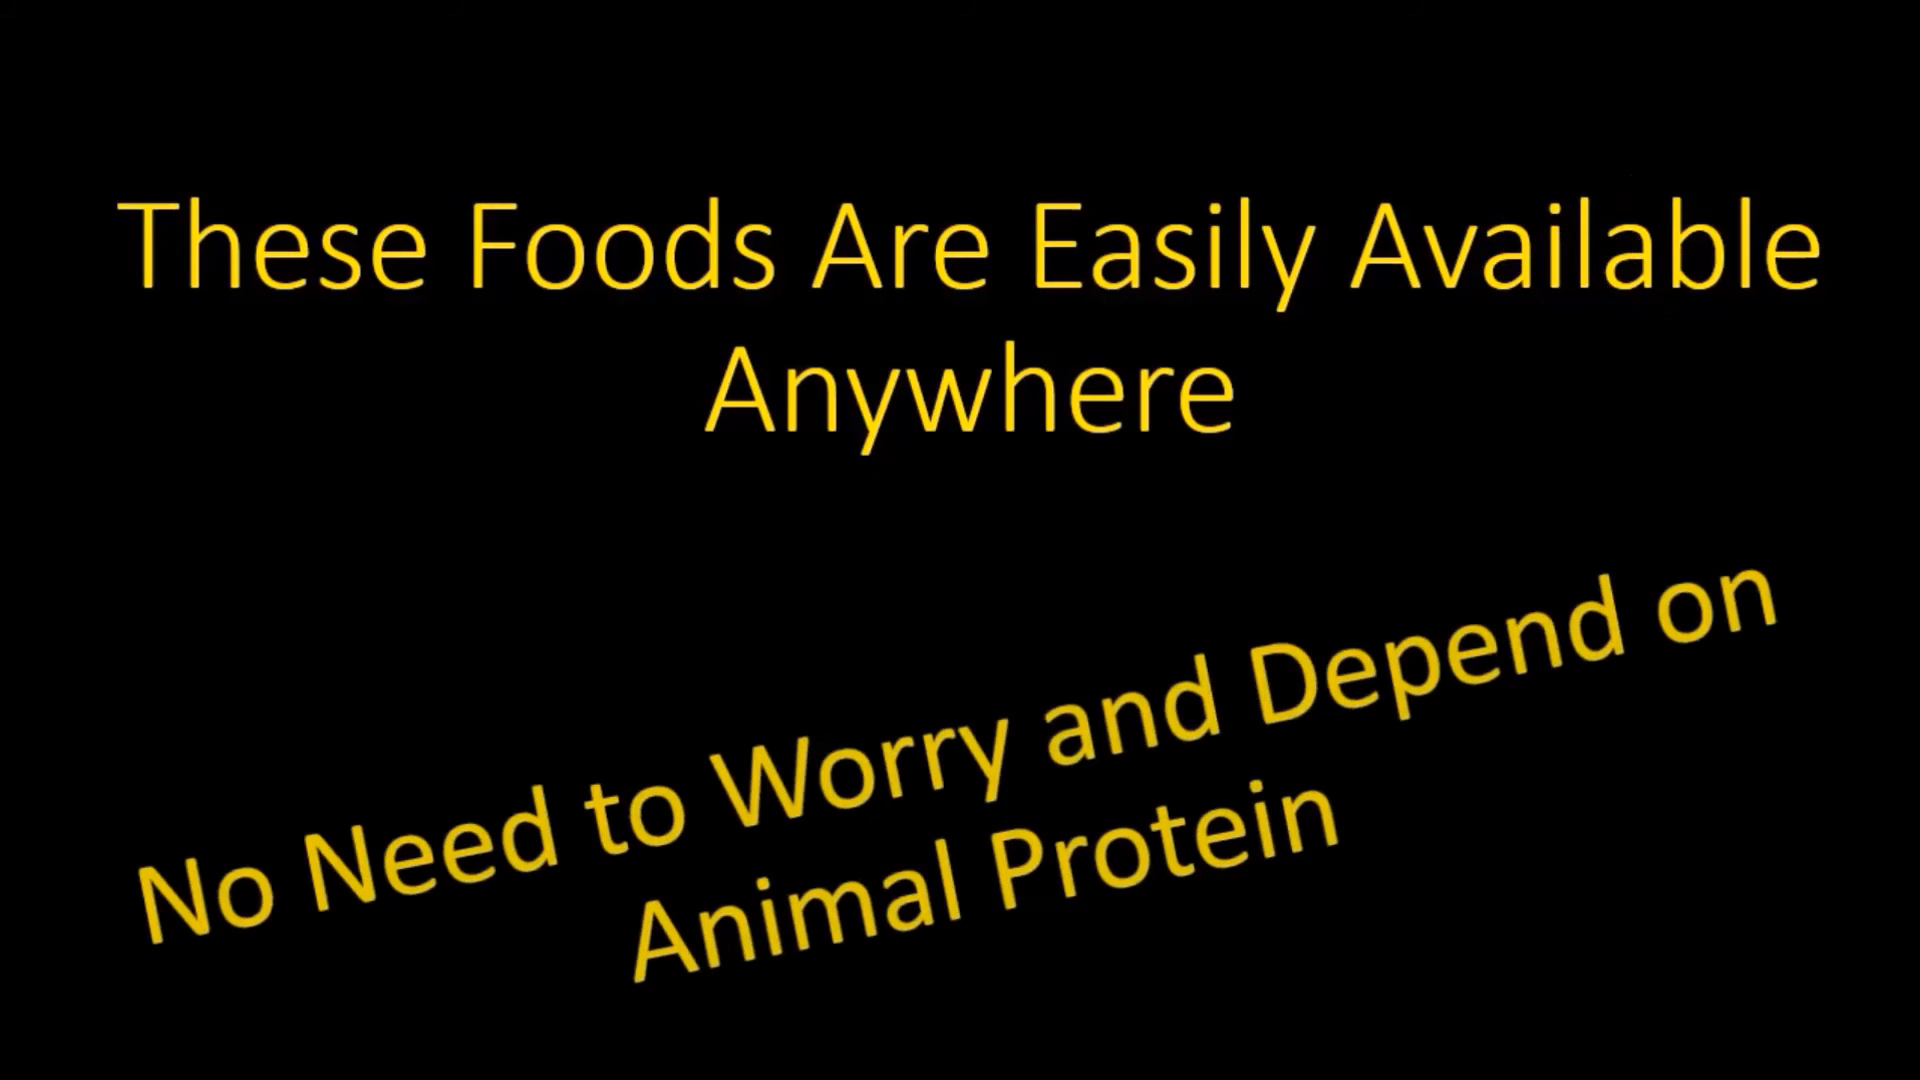 These Foods Are Easily Available
Anywhere
No Need to Worry and Depend on
Animal Protein